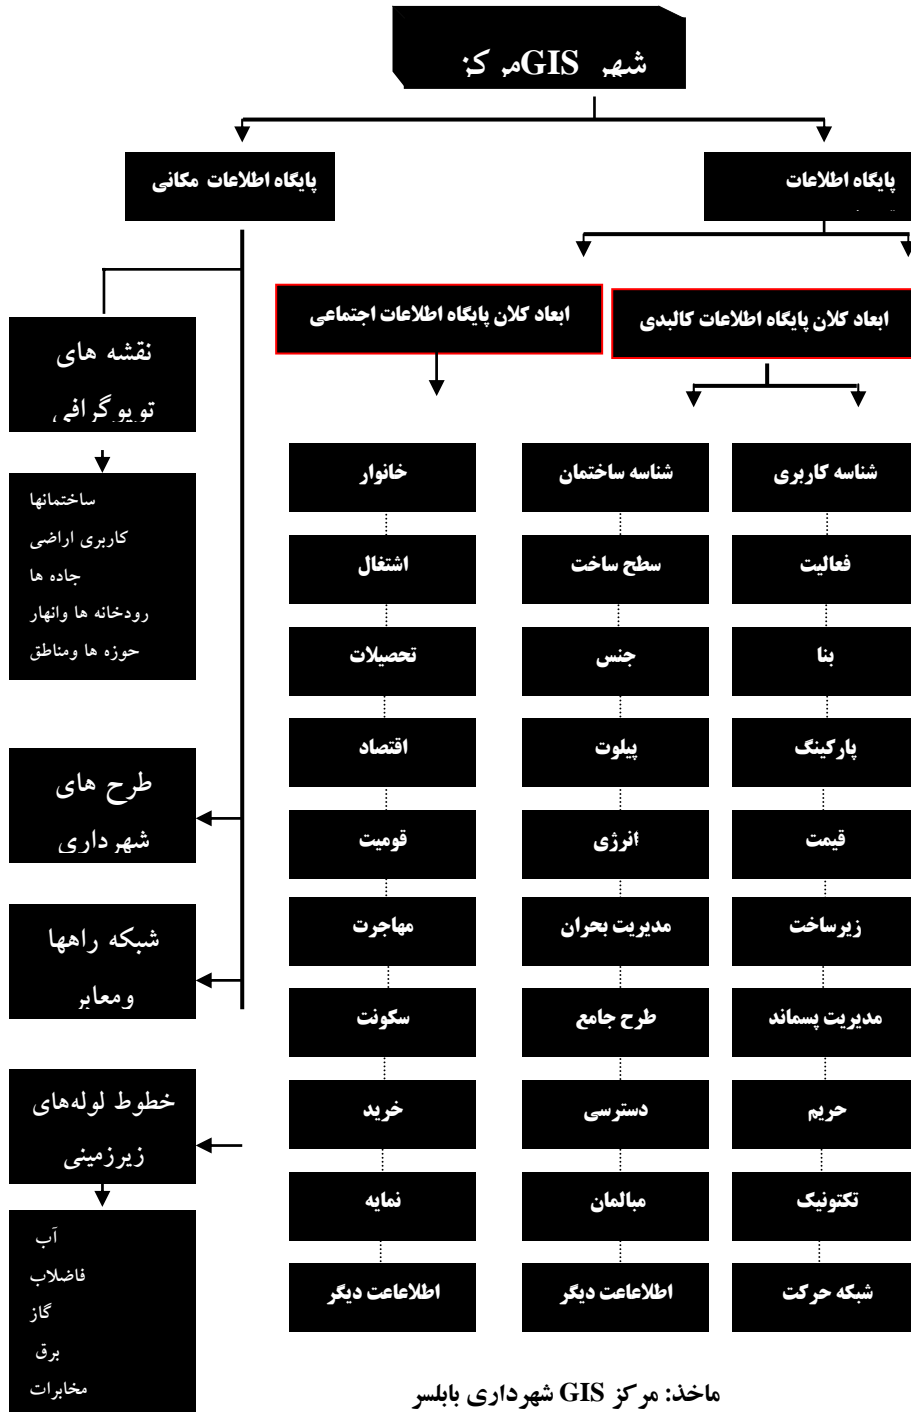 مرکز GIS شهر
پایگاه اطلاعات
پایگاه اطلاعات مکانی
ابعاد کلان پایگاه اطلاعات کالبدی
ابعاد کلان پایگاه اطلاعات اجتماعی
شناسه کاربری
فعالیت
بنا
پارکینگ
قیمت
زیرساخت
مدیریت پسماند
حریم
تکتونیک
شبکه حرکت
شناسه ساختمان
سطح ساخت
جنس
پیلوت
انرژی
مدیریت بحران
طرح جامع
دسترسی
مبالمان
اطلاعاعت دیگر
خانوار
اشتغال
تحصیلات
اقتصاد
قومیت
مهاجرت
سکونت
خرید
نمایه
اطلاعاعت دیگر
نقشه های
توپوگرافی
ساختمانها
کاربری اراضی
جاده ها
رودخانه ها وانهار
حوزه ها ومناطق
طرح های
شهرداری
شبکه راهها
ومعابر
خطوط لوله‌های
زیرزمینی
آب
فاضلاب
گاز
برق
مخابرات
ماخذ: مرکز GIS شهرداری بابلسر